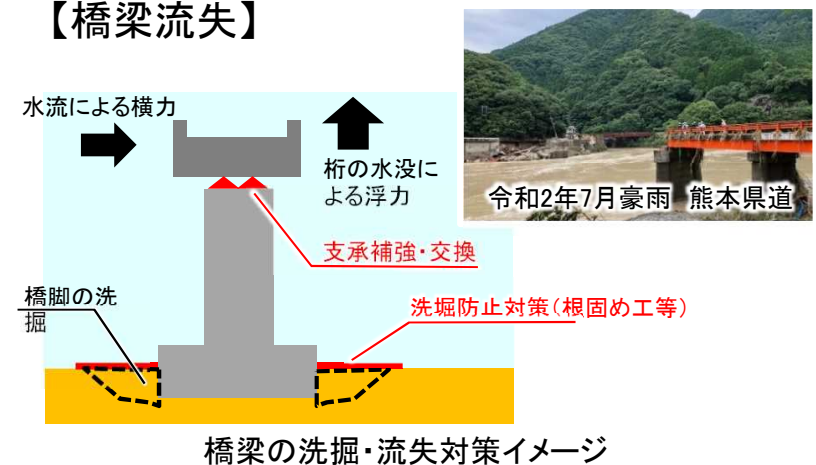 【橋梁流失】
水流による横力
桁の水没に
よる浮力
令和2年7月豪雨 熊本県道
支承補強・交換
橋脚の洗
掘
洗堀防止対策(根固め工等)
橋梁の洗掘・流失対策イメージ